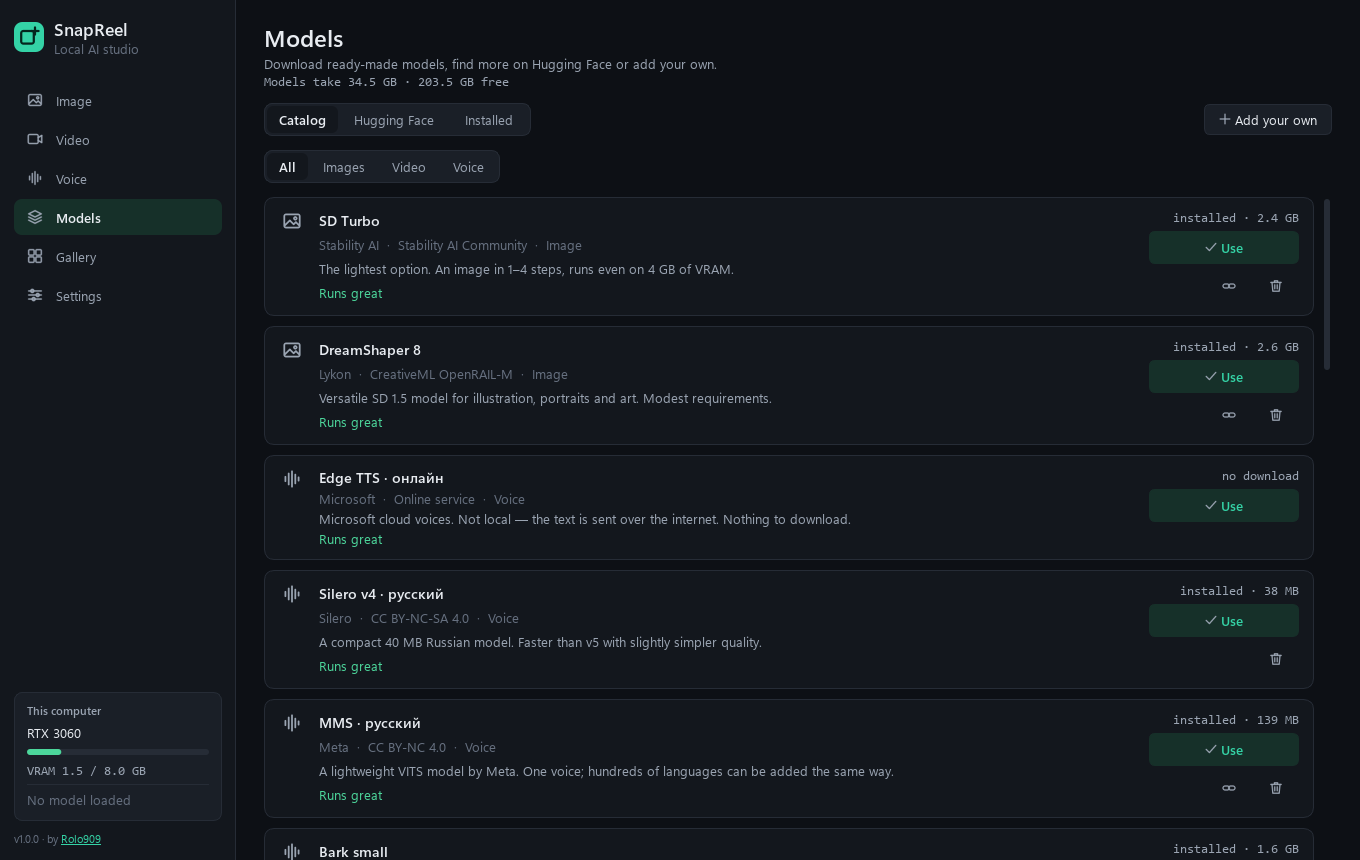 SnapReel
Local AI studio
Image
Video
Voice
Models
Gallery
Settings
This computer
RTX 3060
VRAM 1.5 / 8.0 GB
No model loaded
v1.0.0 · by Rolo909
Models
Download ready-made models, find more on Hugging Face or add your own.
Models take 34.5 GB · 203.5 GB free
Catalog Hugging Face Installed
+ Add your own
All Images Video Voice
SD Turbo
installed · 2.4 GB
Stability AI · Stability AI Community · Image
Use
The lightest option. An image in 1–4 steps, runs even on 4 GB of VRAM.
Runs great
DreamShaper 8
installed · 2.6 GB
Lykon · CreativeML OpenRAIL-M · Image
Use
Versatile SD 1.5 model for illustration, portraits and art. Modest requirements.
Runs great
Edge TTS · онлайн
no download
Microsoft · Online service · Voice
Use
Microsoft cloud voices. Not local — the text is sent over the internet. Nothing to download.
Runs great
Silero v4 · русский
installed · 38 MB
Silero · CC BY-NC-SA 4.0 · Voice
Use
A compact 40 MB Russian model. Faster than v5 with slightly simpler quality.
Runs great
MMS · русский
installed · 139 MB
Meta · CC BY-NC 4.0 · Voice
Use
A lightweight VITS model by Meta. One voice; hundreds of languages can be added the same way.
Runs great
Bark small
installed · 1.6 GB